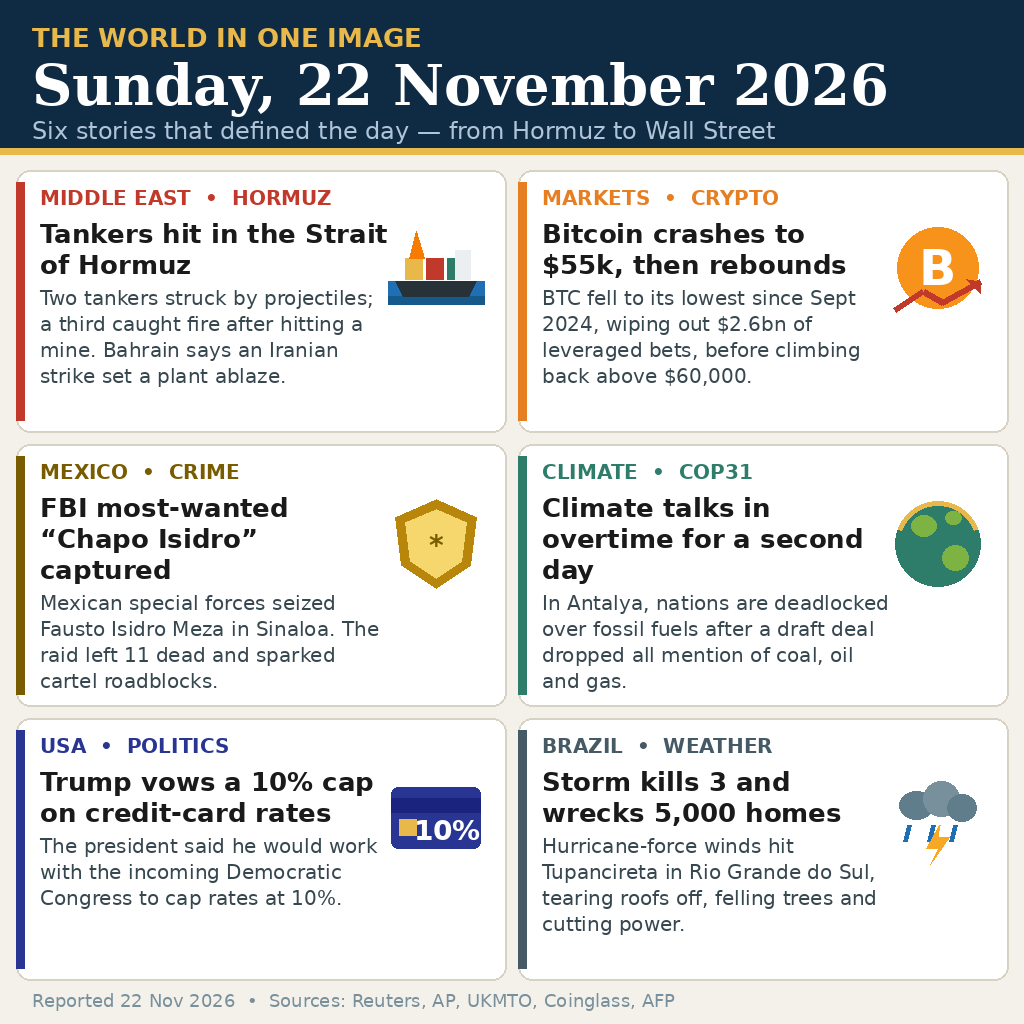 THE WORLD IN ONE IMAGE
Sunday, 22 November 2026
Six stories that defined the day — from Hormuz to Wall Street
MIDDLE EAST • HORMUZ
Tankers hit in the Strait
of Hormuz
Two tankers struck by projectiles;
a third caught fire after hitting a
mine. Bahrain says an Iranian
strike set a plant ablaze.
MARKETS • CRYPTO
Bitcoin crashes to
$55k, then rebounds
B
BTC fell to its lowest since Sept
2024, wiping out $2.6bn of
leveraged bets, before climbing
back above $60,000.
MEXICO • CRIME
FBI most-wanted
“Chapo Isidro”
captured
*
Mexican special forces seized
Fausto Isidro Meza in Sinaloa. The
raid left 11 dead and sparked
cartel roadblocks.
CLIMATE • COP31
Climate talks in
overtime for a second
day
In Antalya, nations are deadlocked
over fossil fuels after a draft deal
dropped all mention of coal, oil
and gas.
USA • POLITICS
Trump vows a 10% cap
on credit-card rates
10%
The president said he would work
with the incoming Democratic
Congress to cap rates at 10%.
BRAZIL • WEATHER
Storm kills 3 and
wrecks 5,000 homes
Hurricane-force winds hit
Tupancireta in Rio Grande do Sul,
tearing roofs off, felling trees and
cutting power.
Reported 22 Nov 2026 • Sources: Reuters, AP, UKMTO, Coinglass, AFP